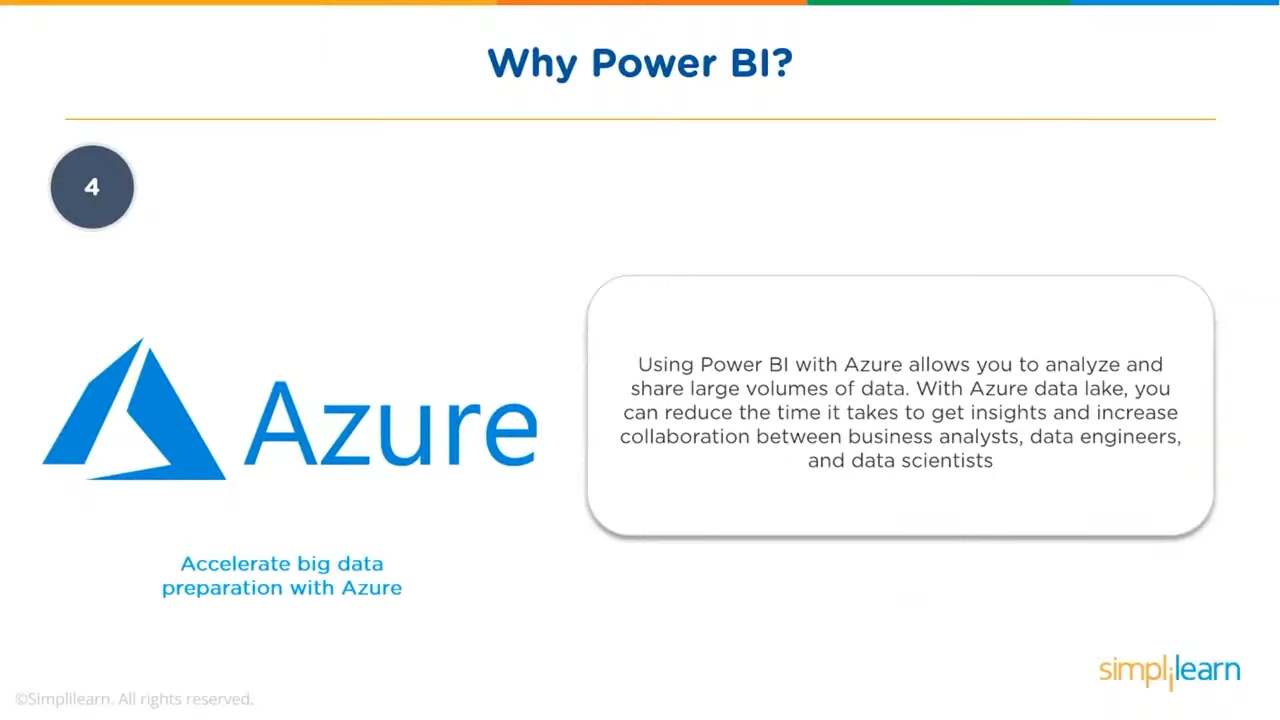 Why Power BI?
4
Azure
Using Power BI with Azure allows you to analyze and
share large volumes of data. With Azure data lake, you
can reduce the time it takes to get insights and increase
collaboration between business analysts, data engineers,
and data scientists
Accelerate big data
preparation with Azure
simplilearn
©Simplilearn. All rights reserved.